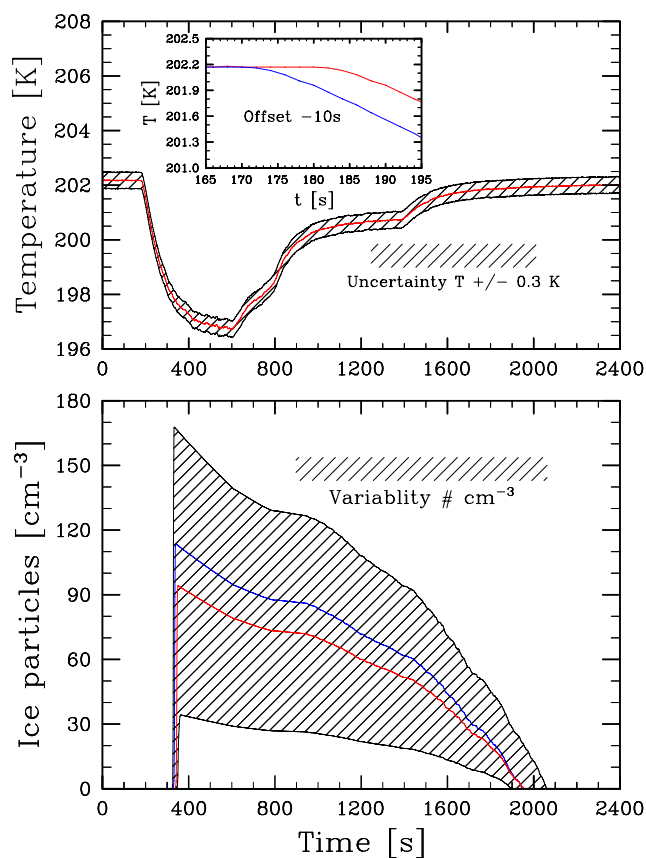 208
206
204
202
200
198
196
Temperature [K]
202.5
202.2
201.9
201.6
201.3
201.0
T [K]
Offset −10s
165 170 175 180 185 190 195
t [s]
Uncertainty T +/− 0.3 K
0 400 800 1200 1600 2000 2400
180
150
120
90
60
30
0
Ice particles [cm−3]
Variablity # cm−3
0 400 800 1200 1600 2000 2400
Time [s]